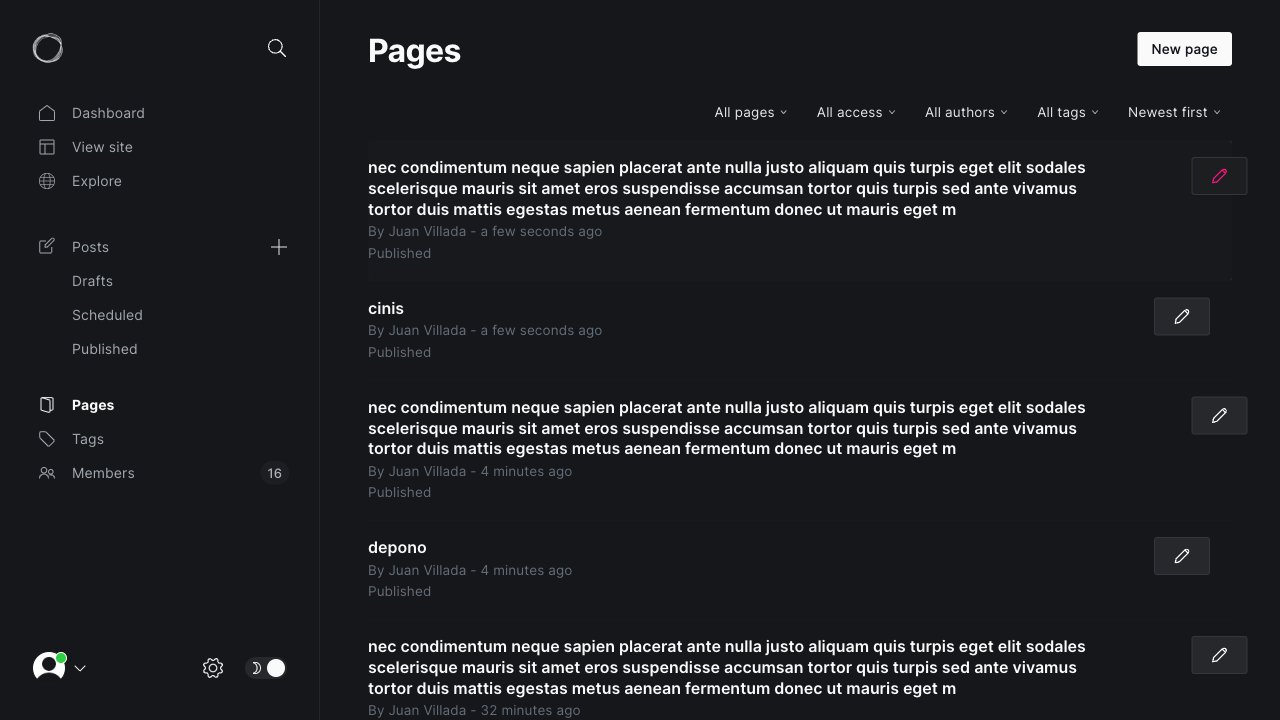 Pages
New page
Dashboard
View site
Explore
Posts
Drafts
Scheduled
Published
Pages
Tags
Members 16
All pages
All access
All authors
All tags
Newest first
nec condimentum neque sapien placerat ante nulla justo aliquam quis turpis eget elit sodales
scelerisque mauris sit amet eros suspendisse accumsan tortor quis turpis sed ante vivamus
tortor duis mattis egestas metus aenean fermentum donec ut mauris eget m
By Juan Villada - a few seconds ago
Published
cinis
By Juan Villada - a few seconds ago
Published
nec condimentum neque sapien placerat ante nulla justo aliquam quis turpis eget elit sodales
scelerisque mauris sit amet eros suspendisse accumsan tortor quis turpis sed ante vivamus
tortor duis mattis egestas metus aenean fermentum donec ut mauris eget m
By Juan Villada - 4 minutes ago
Published
depono
By Juan Villada - 4 minutes ago
Published
nec condimentum neque sapien placerat ante nulla justo aliquam quis turpis eget elit sodales
scelerisque mauris sit amet eros suspendisse accumsan tortor quis turpis sed ante vivamus
tortor duis mattis egestas metus aenean fermentum donec ut mauris eget m
By Juan Villada - 32 minutes ago